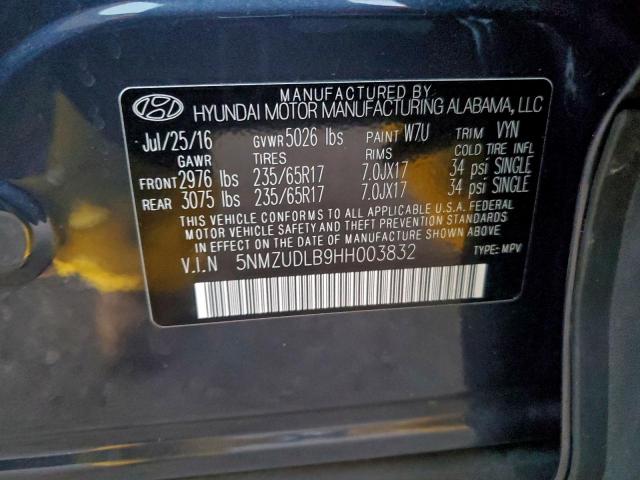 MANUFACTURED BY
HYUNDAI MOTOR MANUFACTURING ALABAMA, LLC
Jul/25/16 GVWR 5026 lbs PAINT W7U TRIM VYN
GAWR TIRES RIMS COLD TIRE INFL
FRONT 2976 lbs 235/65R17 7.0JX17 34 psi SINGLE
REAR 3075 lbs 235/65R17 7.0JX17 34 psi SINGLE
THIS VEHICLE CONFORMS TO ALL APPLICABLE U.S.A. FEDERAL
MOTOR VEHICLE SAFETY AND THEFT PREVENTION STANDARDS
IN EFFECT ON THE DATE OF MANUFACTURE SHOWN ABOVE.
V.I.N 5NMZUDLB9HH003832 TYPE: MPV